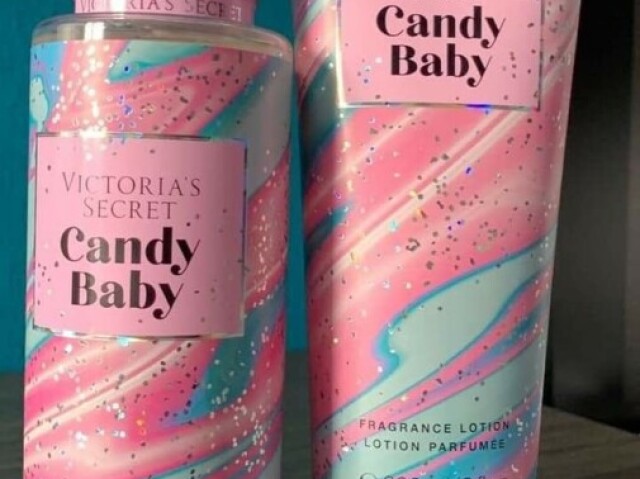 VICTORIA'S SECRET
VICTORIA'S
SECRET
Candy
Baby
Candy
Baby
FRAGRANCE LOTION
LOTION PARFUMÉE